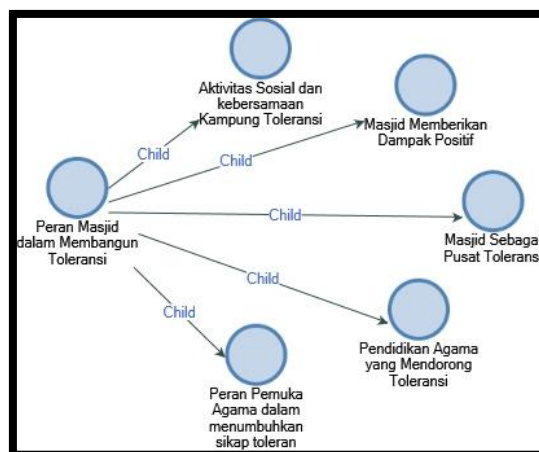 Aktivitas Sosial dan
kebersamaan
Kampung Toleransi
Masjid Memberikan
Dampak Positif
Child
Child
Peran Masjid
dalam Membangun
Toleransi
Child
Masjid Sebaga
Pusat Tolerans
Child
Child
Pendidikan Agama
yang Mendorong
Toleransi
Peran Pemuka
Agama dalam
menumbuhkan
sikap toleran